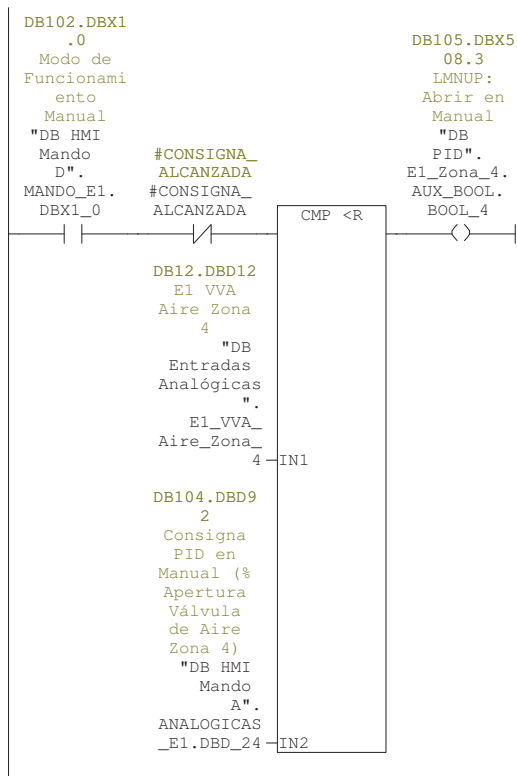 DB102.DBX1
.0
Modo de
Funcionami
ento
Manual
"DB HMI
Mando
D".
MANDO_E1.
DBX1_0
#CONSIGNA_
ALCANZADA
#CONSIGNA_
ALCANZADA
CMP <R
DB105.DBX5
08.3
LMNUP:
Abrir en
Manual
"DB
PID".
E1_Zona_4.
AUX_BOOL.
BOOL_4
DB12.DBD12
E1 VVA
Aire Zona
4
"DB
Entradas
Analógicas
".
E1_VVA_
Aire_Zona_
4 IN1
DB104.DBD9
2
Consigna
PID en
Manual (%
Apertura
Válvula
de Aire
Zona 4)
"DB HMI
Mando
A".
ANALOGICAS
_E1.DBD_24 IN2